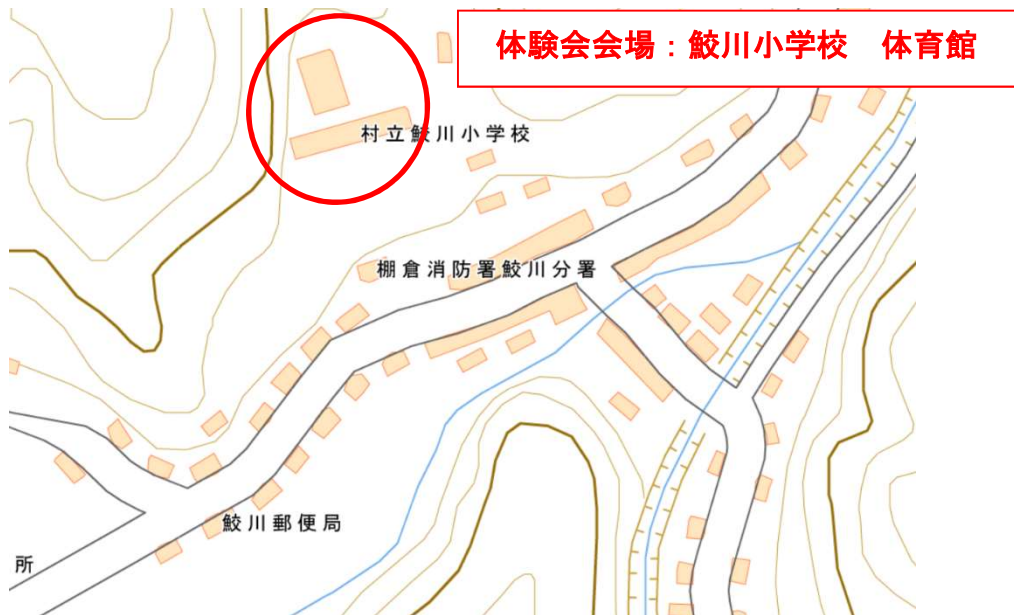 体験会会場：鮫川小学校　体育館
村立鮫川小学校
棚倉消防署鮫川分署
鮫川郵便局
所